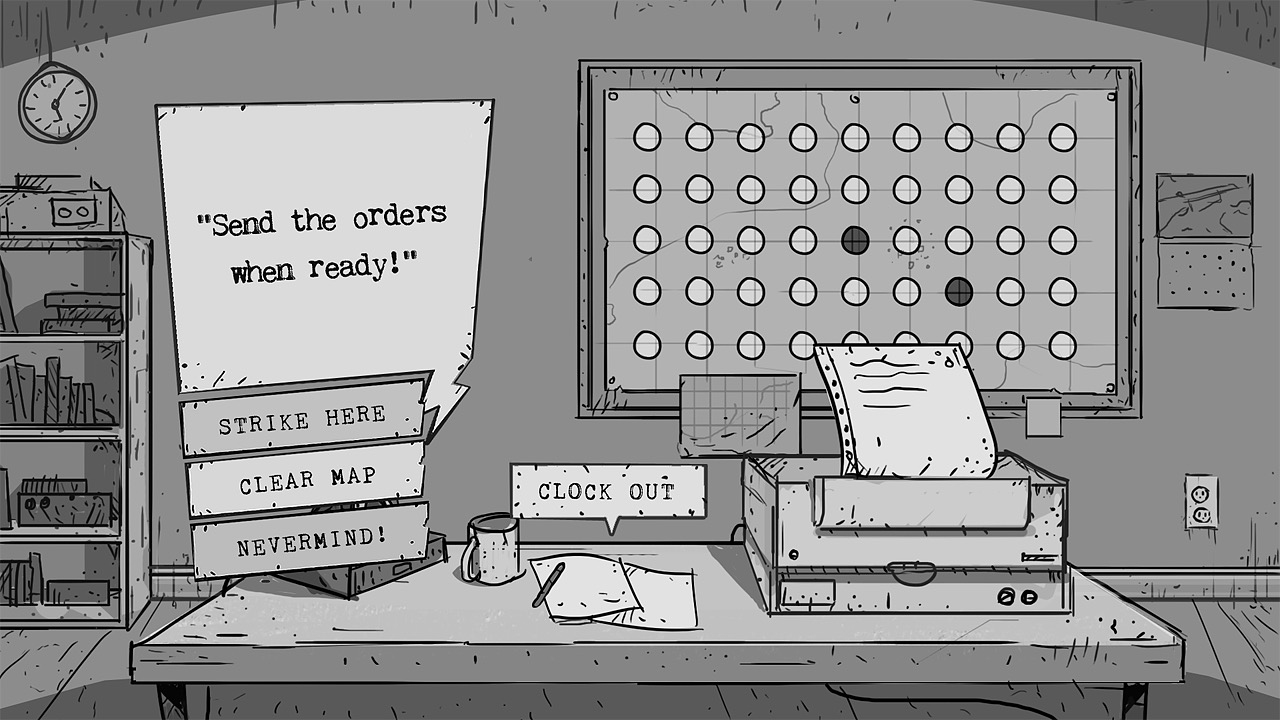 "Send the orders
when ready!"
STRIKE HERE
CLEAR MAP
NEVERMIND!
CLOCK OUT